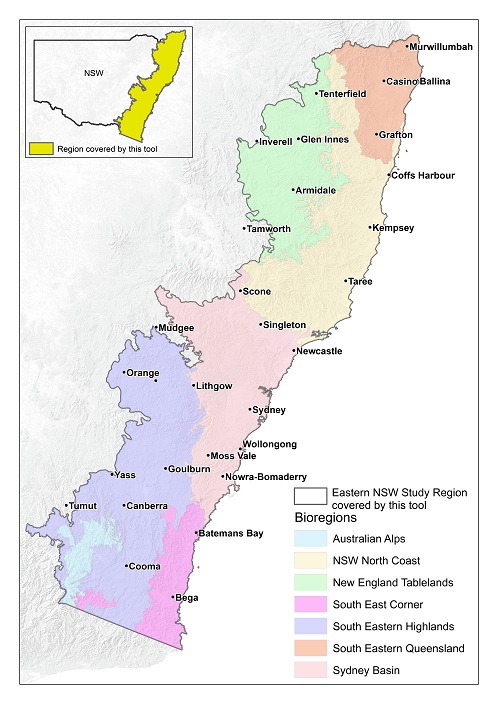 NSW
Region covered by this tool
Murwillumbah
Casino
Ballina
Tenterfield
Grafton
Inverell
Glen Innes
Coffs Harbour
Armidale
Tamworth
Kempsey
Taree
Scone
Mudgee
Singleton
Newcastle
Orange
Lithgow
Sydney
Wollongong
Moss Vale
Goulburn
Yass
Nowra-Bomaderry
Tumut
Canberra
Batemans Bay
Cooma
Bega
Eastern NSW Study Region
covered by this tool
Bioregions
Australian Alps
NSW North Coast
New England Tablelands
South East Corner
South Eastern Highlands
South Eastern Queensland
Sydney Basin